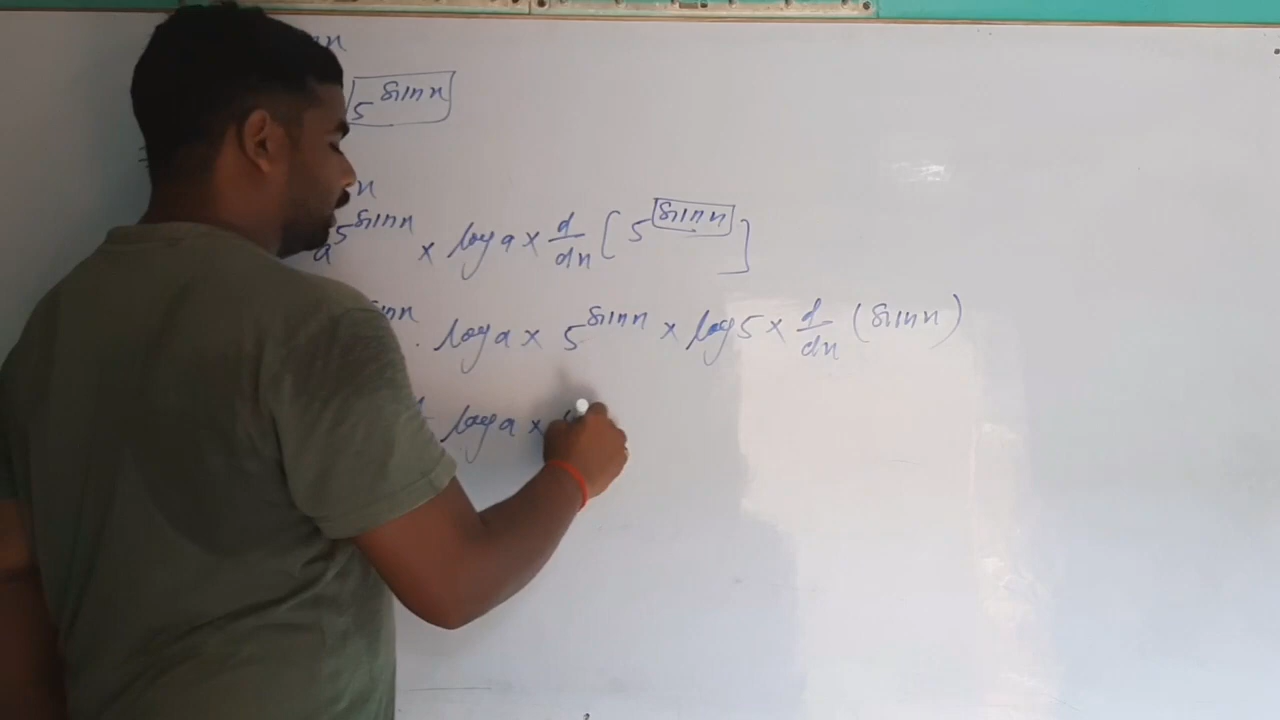 5^sinx
a^5^sinx × log a × d/dx [5^sinx]
. log a × 5^sinx × log 5 × d/dx (sinx)
log a ×